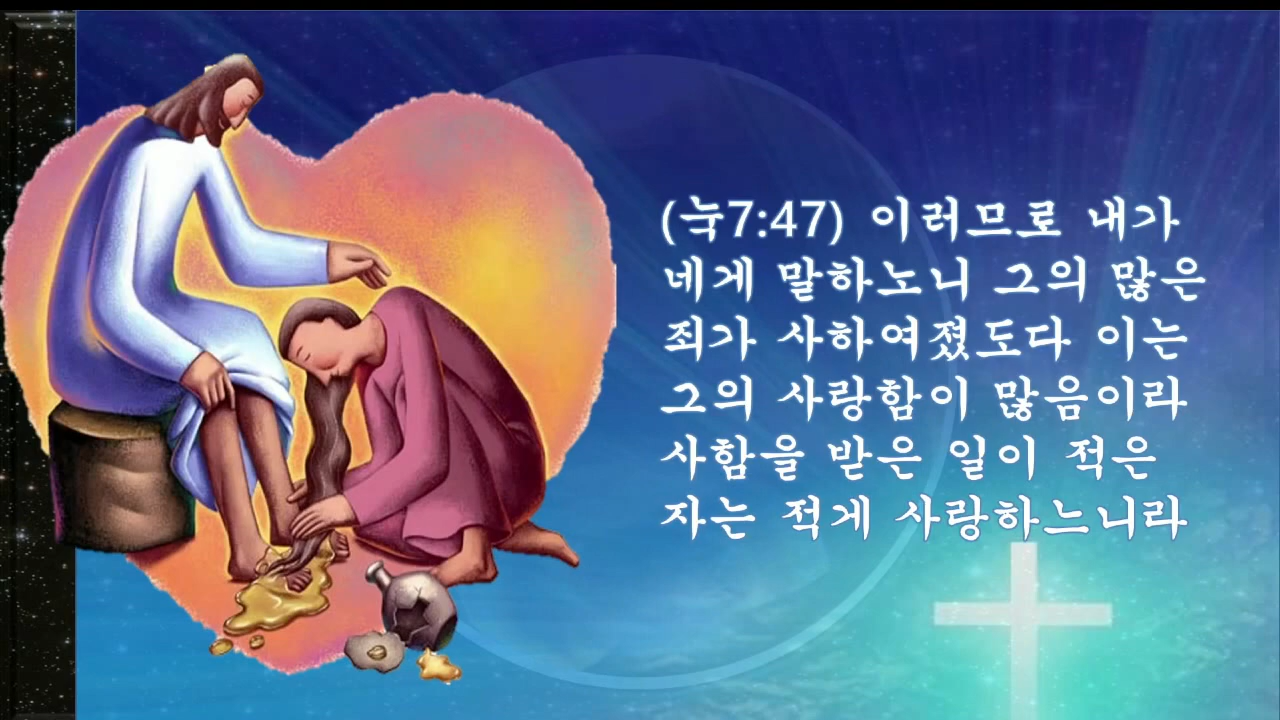 (눅7:47) 이러므로 내가
네게 말하노니 그의 많은
죄가 사하여졌도다 이는
그의 사랑함이 많음이라
사함을 받은 일이 적은
자는 적게 사랑하느니라